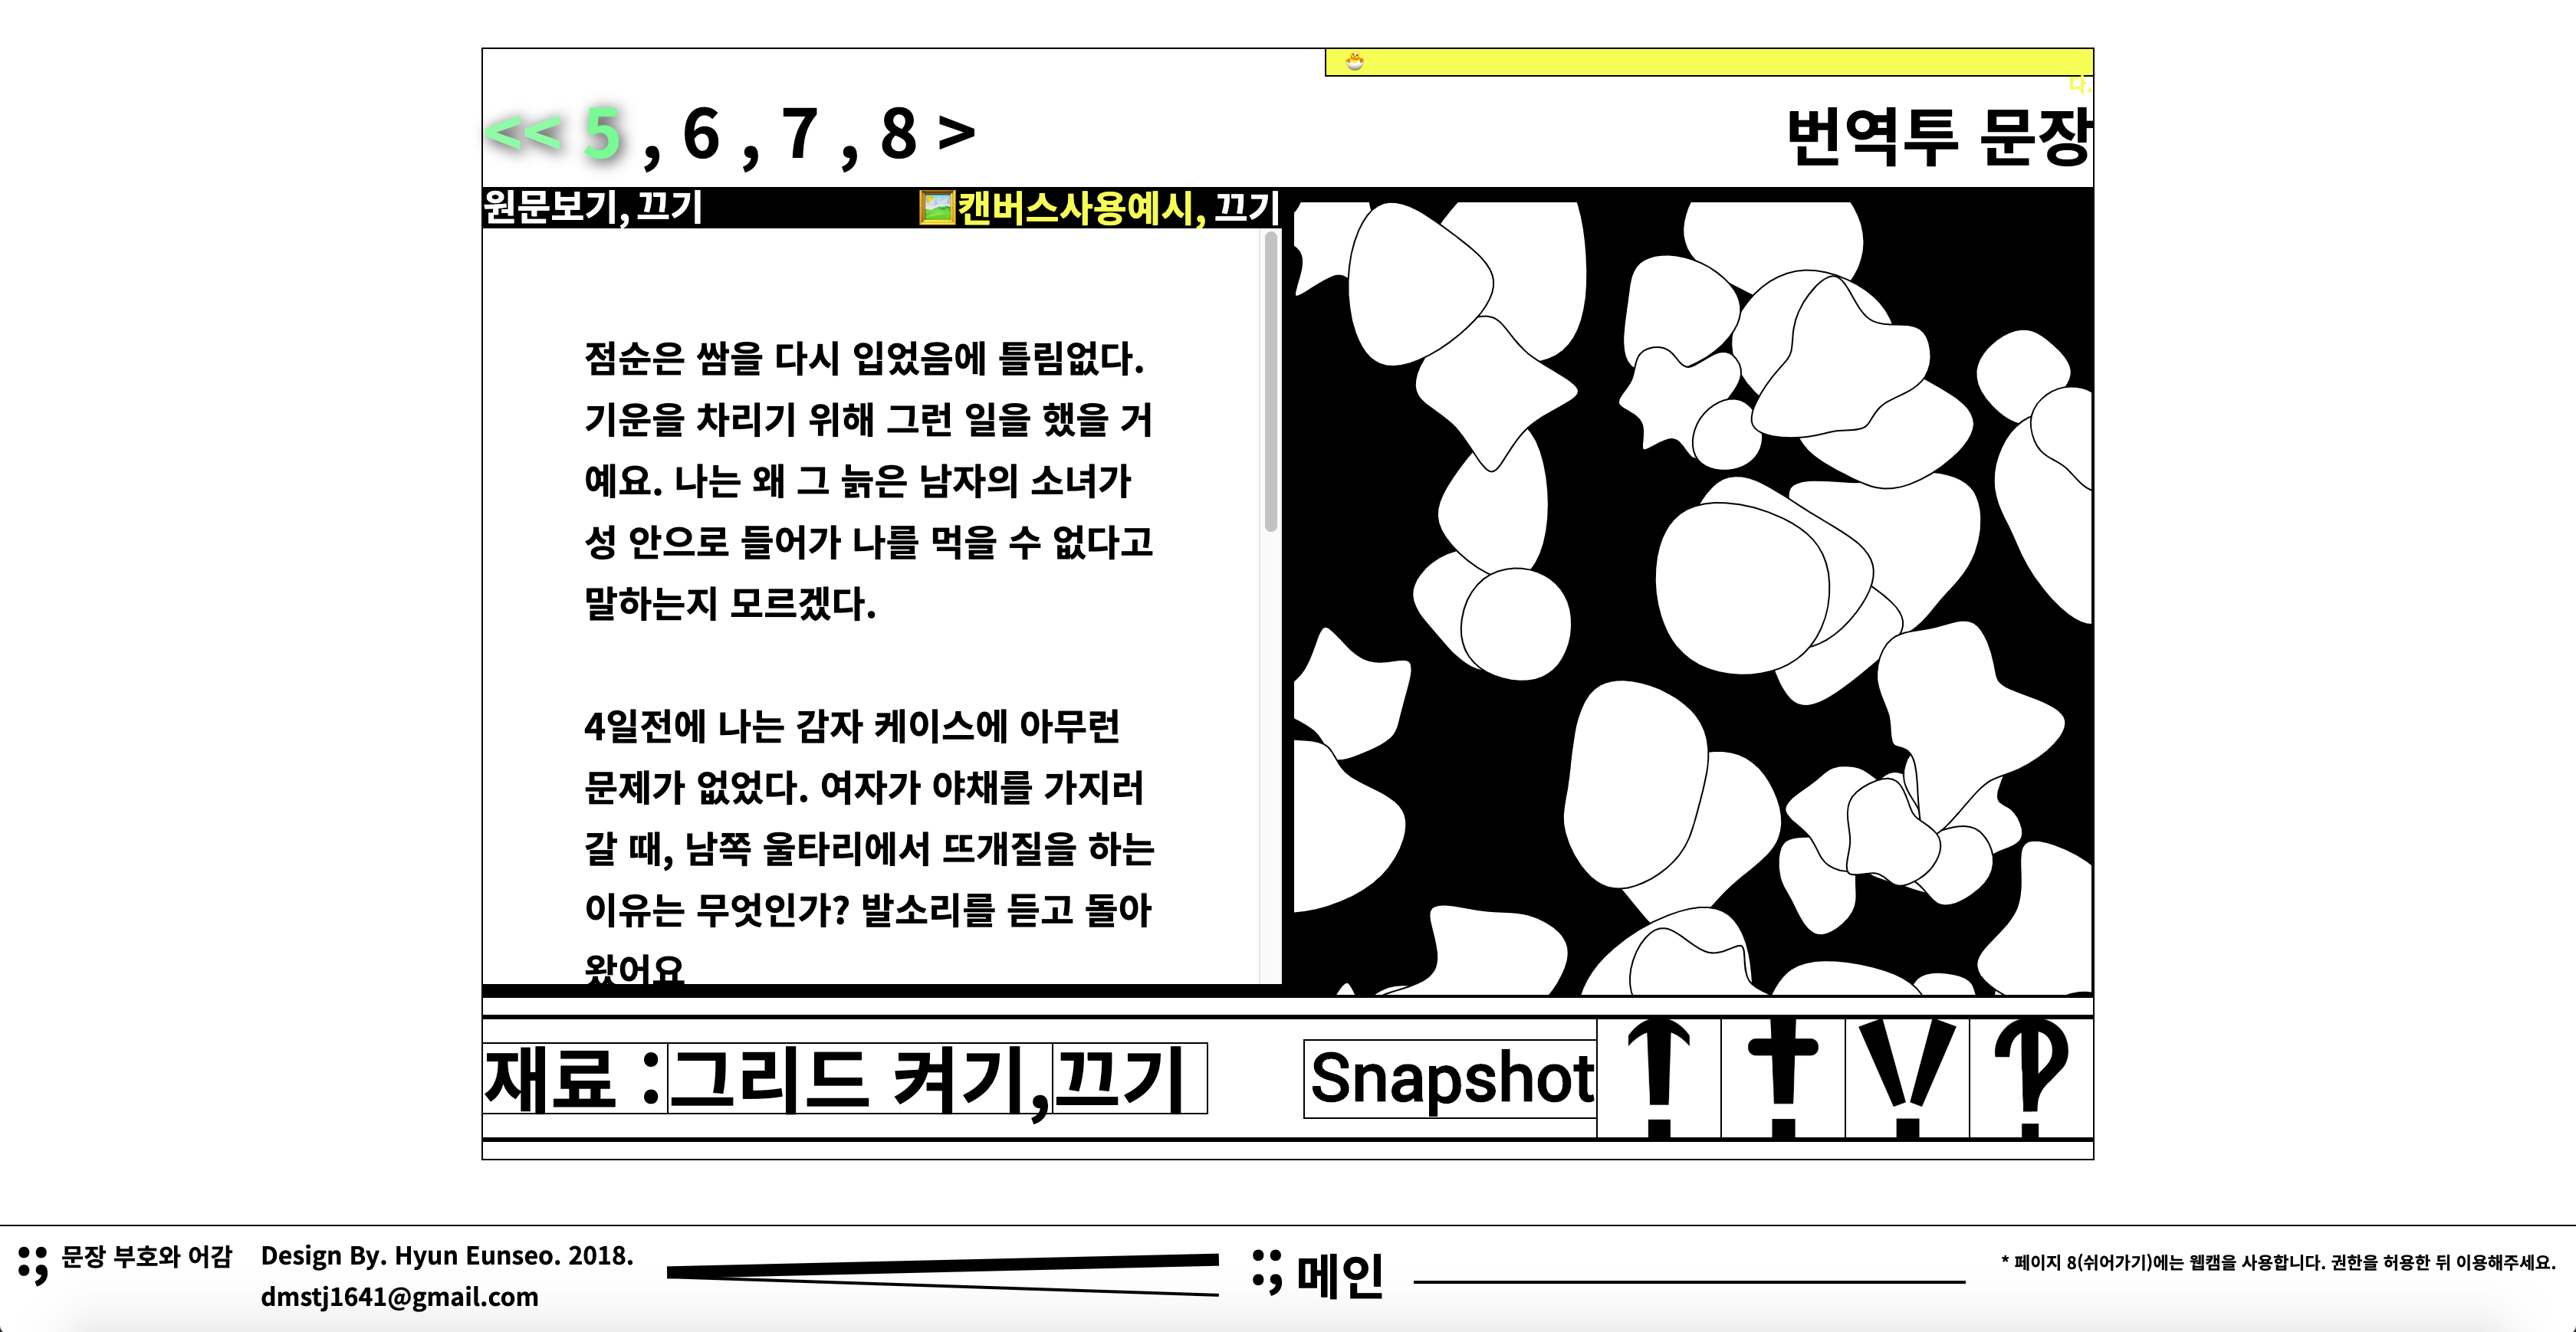 다.
<< 5 , 6 , 7 , 8 >
번역투 문장
원문보기, 끄기
🖼️캔버스사용예시, 끄기
점순은 쌈을 다시 입었음에 틀림없다.
기운을 차리기 위해 그런 일을 했을 거
예요. 나는 왜 그 늙은 남자의 소녀가
성 안으로 들어가 나를 먹을 수 없다고
말하는지 모르겠다.
4일전에 나는 감자 케이스에 아무런
문제가 없었다. 여자가 야채를 가지러
갈 때, 남쪽 울타리에서 뜨개질을 하는
이유는 무엇인가? 발소리를 듣고 돌아
왔어요
재료 :그리드 켜기,끄기
Snapshot
문장 부호와 어감
Design By. Hyun Eunseo. 2018.
dmstj1641@gmail.com
메인
* 페이지 8(쉬어가기)에는 웹캠을 사용합니다. 권한을 허용한 뒤 이용해주세요.